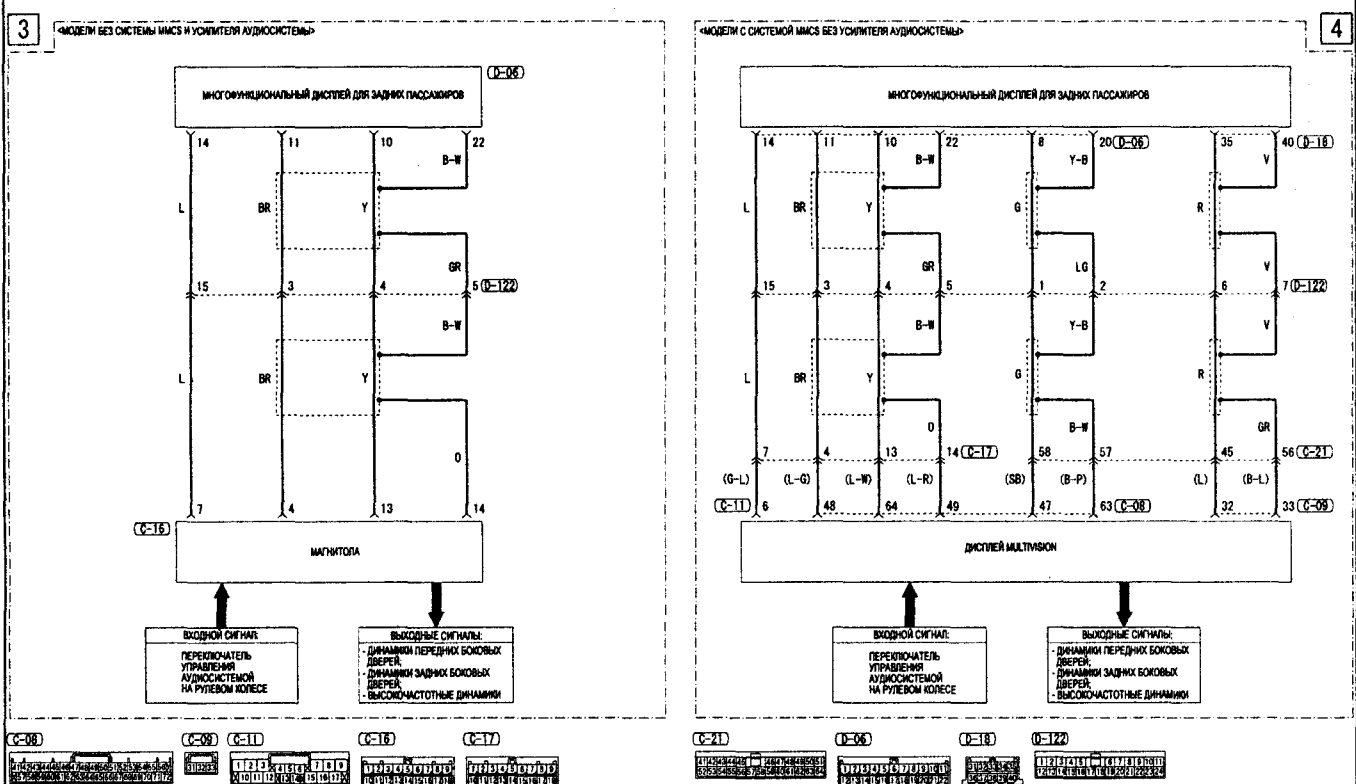 3
<МОДЕЛИ БЕЗ СИСТЕМЫ MMCS И УСИЛИТЕЛЯ АУДИОСИСТЕМЫ>
D-06
МНОГОФУНКЦИОНАЛЬНЫЙ ДИСПЛЕЙ ДЛЯ ЗАДНИХ ПАССАЖИРОВ
14 11 10 22
B-W
L BR Y
GR
15 3 4 5 D-122
B-W
L BR Y
O
7 4 13 14
C-16
МАГНИТОЛА
ВХОДНОЙ СИГНАЛ:
ПЕРЕКЛЮЧАТЕЛЬ
УПРАВЛЕНИЯ
АУДИОСИСТЕМОЙ
НА РУЛЕВОМ КОЛЕСЕ
ВЫХОДНЫЕ СИГНАЛЫ:
- ДИНАМИКИ ПЕРЕДНИХ БОКОВЫХ
ДВЕРЕЙ;
- ДИНАМИКИ ЗАДНИХ БОКОВЫХ
ДВЕРЕЙ;
- ВЫСОКОЧАСТОТНЫЕ ДИНАМИКИ
<МОДЕЛИ С СИСТЕМОЙ MMCS БЕЗ УСИЛИТЕЛЯ АУДИОСИСТЕМЫ>
4
МНОГОФУНКЦИОНАЛЬНЫЙ ДИСПЛЕЙ ДЛЯ ЗАДНИХ ПАССАЖИРОВ
14 11 10 22 8 20 D-06 35 40 D-18
B-W Y-B V
L BR Y G R
GR LG V
15 3 4 5 1 2 6 7 D-122
B-W Y-B V
L BR Y G R
O B-W GR
7 4 13 14 C-17 58 57 45 56 C-21
(G-L) (L-G) (L-W) (L-R) (SB) (B-P) (L) (B-L)
C-11 6 48 64 49 47 63 C-08 32 33 C-09
ДИСПЛЕЙ MULTIVISION
ВХОДНОЙ СИГНАЛ:
ПЕРЕКЛЮЧАТЕЛЬ
УПРАВЛЕНИЯ
АУДИОСИСТЕМОЙ
НА РУЛЕВОМ КОЛЕСЕ
ВЫХОДНЫЕ СИГНАЛЫ:
- ДИНАМИКИ ПЕРЕДНИХ БОКОВЫХ
ДВЕРЕЙ;
- ДИНАМИКИ ЗАДНИХ БОКОВЫХ
ДВЕРЕЙ;
- ВЫСОКОЧАСТОТНЫЕ ДИНАМИКИ
C-08 C-09 C-11 C-16 C-17 C-21 D-06 D-18 D-122